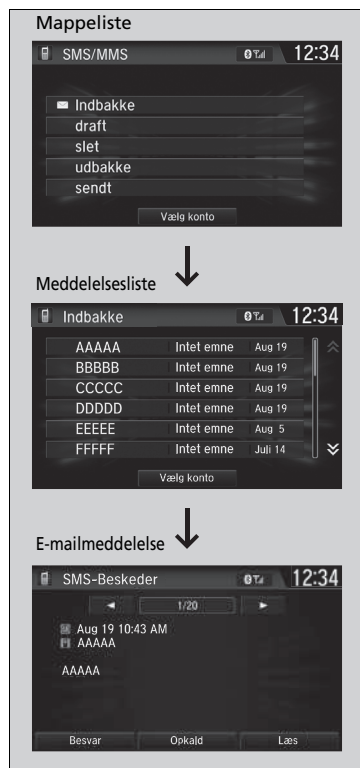 Mappeliste
SMS/MMS 12:34
Indbakke
draft
slet
udbakke
sendt
Vælg konto
Meddelelsesliste
Indbakke 12:34
AAAAA Intet emne Aug 19
BBBBB Intet emne Aug 19
CCCCC Intet emne Aug 19
DDDDD Intet emne Aug 19
EEEEE Intet emne Aug 5
FFFFF Intet emne Juli 14
Vælg konto
E-mailmeddelelse
SMS-Beskeder 12:34
1/20
Aug 19 10:43 AM
AAAAA
AAAAA
Besvar Opkald Læs